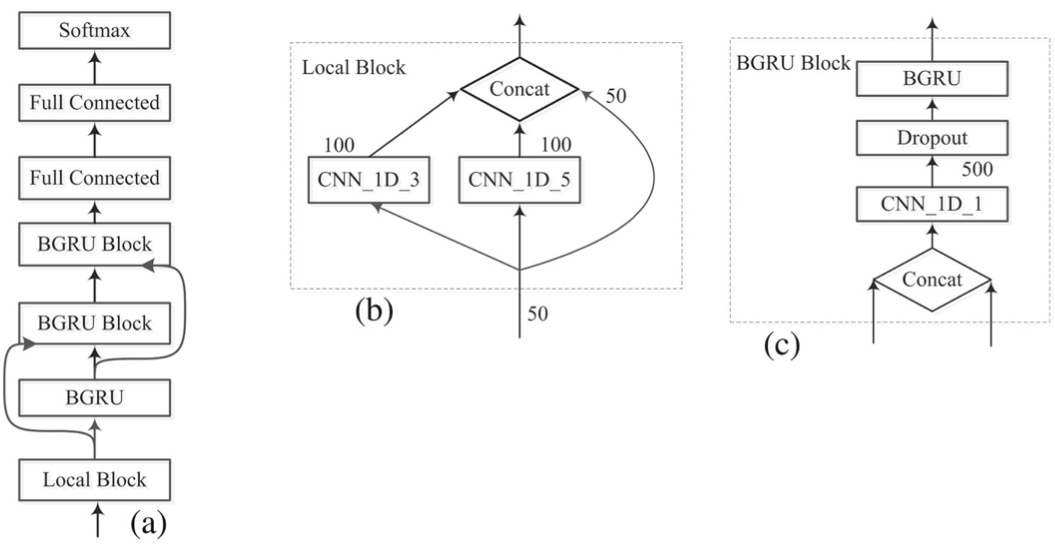 Softmax
Full Connected
Full Connected
BGRU Block
BGRU Block
BGRU
Local Block
(a)
Local Block
Concat
50
100
100
CNN_1D_3
CNN_1D_5
50
(b)
BGRU Block
BGRU
Dropout
500
CNN_1D_1
Concat
(c)